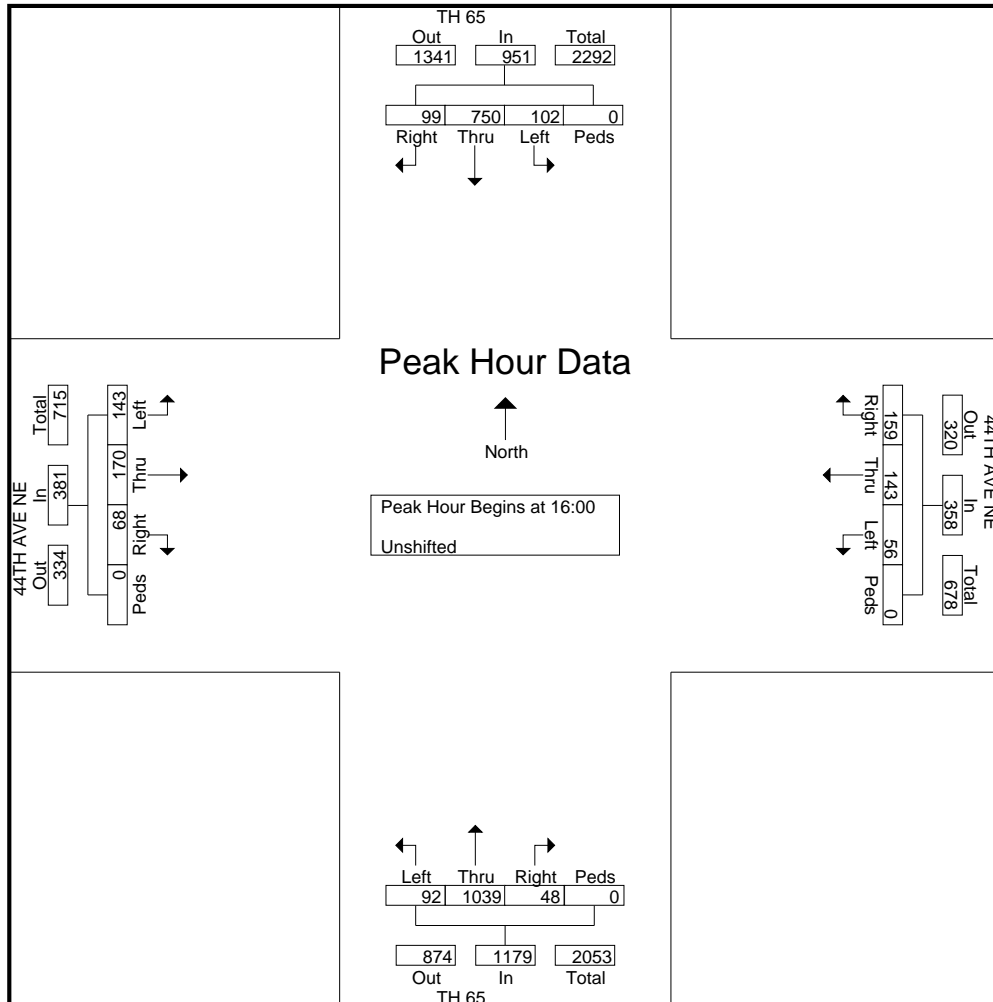 TH 65
Out In Total
1341 951 2292
99 750 102 0
Right Thru Left Peds
Peak Hour Data
North
Peak Hour Begins at 16:00
Unshifted
44TH AVE NE
Total In Out
715 381 334
143 170 68 0
Left Thru Right Peds
44TH AVE NE
Out In Total
320 358 678
159 143 56 0
Right Thru Left Peds
Left Thru Right Peds
92 1039 48 0
874 1179 2053
Out In Total
TH 65